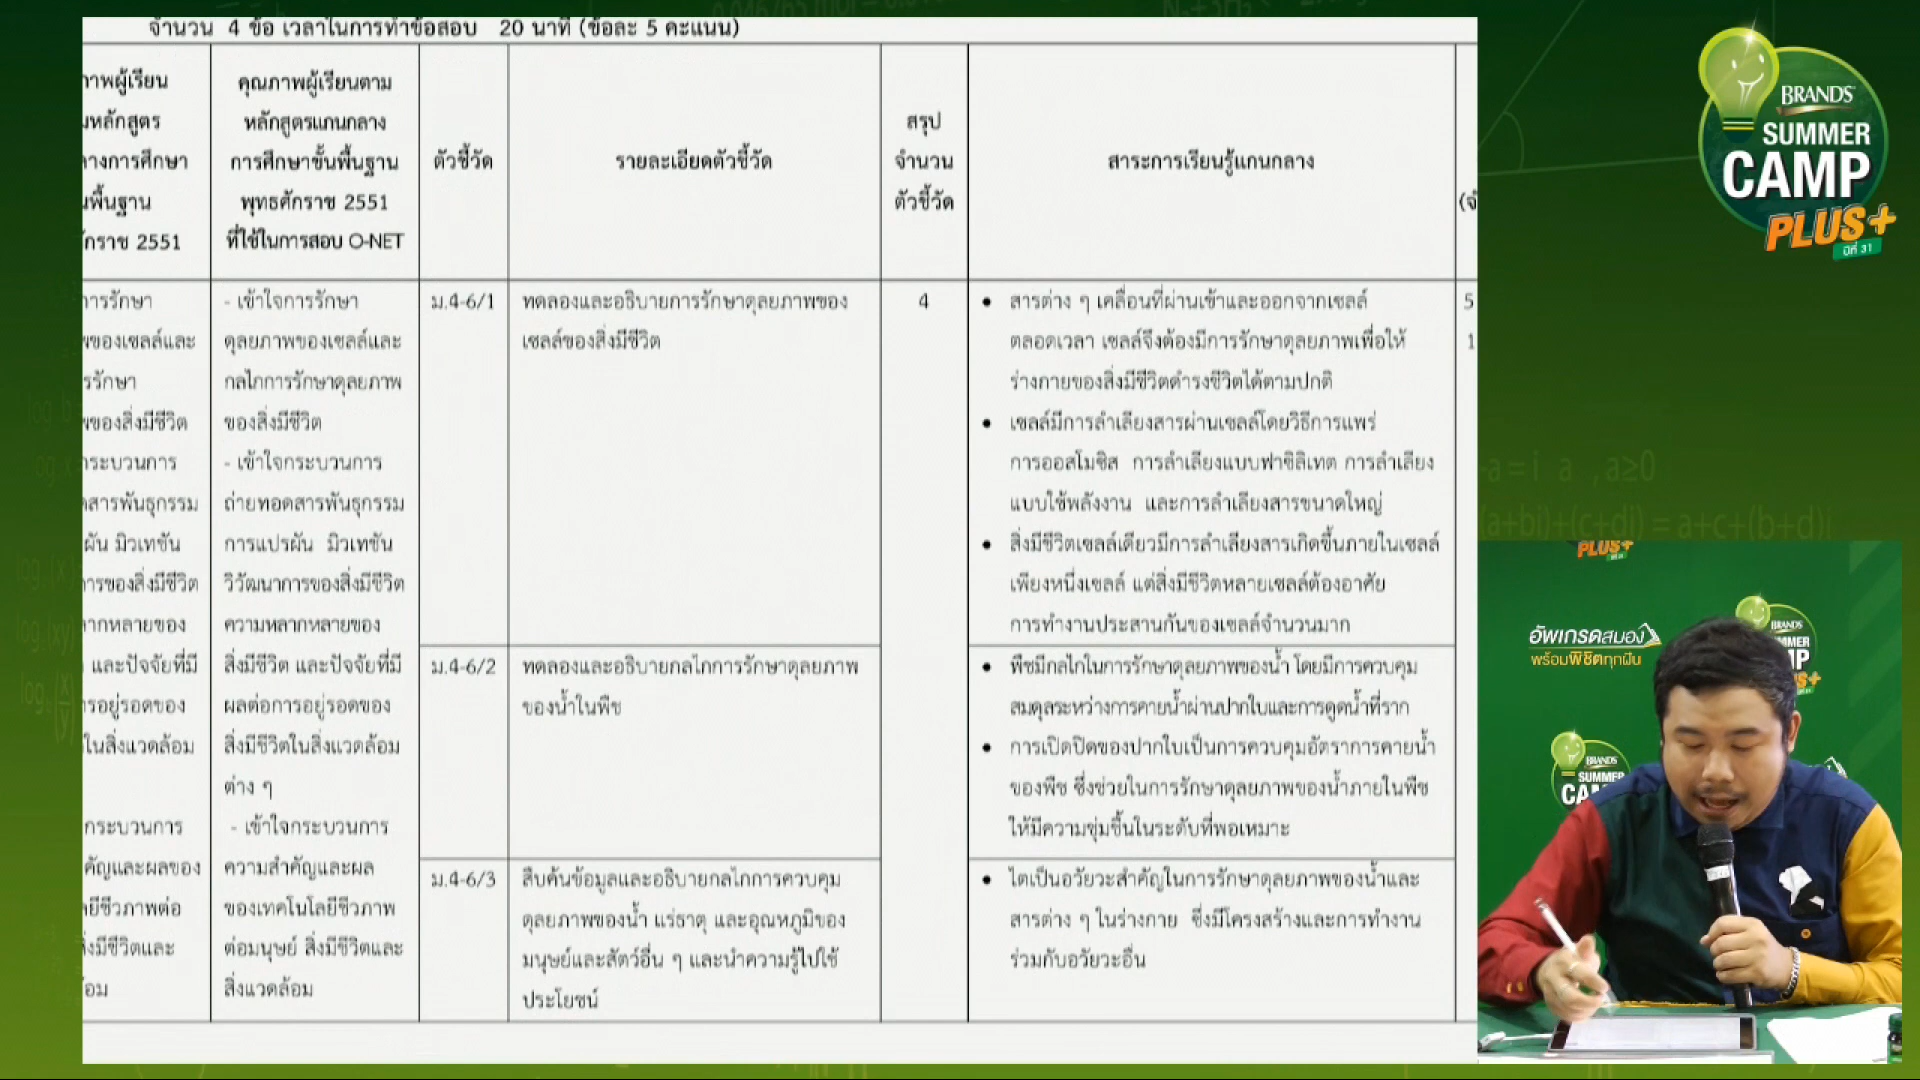 จำนวน 4 ข้อ เวลาในการทำข้อสอบ 20 นาที (ข้อละ 5 คะแนน)
คุณภาพผู้เรียนตาม
หลักสูตรแกนกลาง
การศึกษาขั้นพื้นฐาน
พุทธศักราช 2551
ที่ใช้ในการสอบ O-NET
ตัวชี้วัด
รายละเอียดตัวชี้วัด
สรุป
จำนวน
ตัวชี้วัด
สาระการเรียนรู้แกนกลาง
- เข้าใจการรักษา
ดุลยภาพของเซลล์และ
กลไกการรักษาดุลยภาพ
ของสิ่งมีชีวิต
- เข้าใจกระบวนการ
ถ่ายทอดสารพันธุกรรม
การแปรผัน มิวเทชัน
วิวัฒนาการของสิ่งมีชีวิต
ความหลากหลายของ
สิ่งมีชีวิต และปัจจัยที่มี
ผลต่อการอยู่รอดของ
สิ่งมีชีวิตในสิ่งแวดล้อม
ต่าง ๆ
- เข้าใจกระบวนการ
ความสำคัญและผล
ของเทคโนโลยีชีวภาพ
ต่อมนุษย์ สิ่งมีชีวิตและ
สิ่งแวดล้อม
ม.4-6/1
ทดลองและอธิบายการรักษาดุลยภาพของ
เซลล์ของสิ่งมีชีวิต
4
• สารต่าง ๆ เคลื่อนที่ผ่านเข้าและออกจากเซลล์
ตลอดเวลา เซลล์จึงต้องมีการรักษาดุลยภาพเพื่อให้
ร่างกายของสิ่งมีชีวิตดำรงชีวิตได้ตามปกติ
• เซลล์มีการลำเลียงสารผ่านเซลล์โดยวิธีการแพร่
การออสโมซิส การลำเลียงแบบฟาซิลิเทต การลำเลียง
แบบใช้พลังงาน และการลำเลียงสารขนาดใหญ่
• สิ่งมีชีวิตเซลล์เดียวมีการลำเลียงสารเกิดขึ้นภายในเซลล์
เพียงหนึ่งเซลล์ แต่สิ่งมีชีวิตหลายเซลล์ต้องอาศัย
การทำงานประสานกันของเซลล์จำนวนมาก
5
1
ม.4-6/2
ทดลองและอธิบายกลไกการรักษาดุลยภาพ
ของน้ำในพืช
• พืชมีกลไกในการรักษาดุลยภาพของน้ำ โดยมีการควบคุม
สมดุลระหว่างการคายน้ำผ่านปากใบและการดูดน้ำที่ราก
• การเปิดปิดของปากใบเป็นการควบคุมอัตราการคายน้ำ
ของพืช ซึ่งช่วยในการรักษาดุลยภาพของน้ำภายในพืช
ให้มีความชุ่มชื้นในระดับที่พอเหมาะ
ม.4-6/3
สืบค้นข้อมูลและอธิบายกลไกการควบคุม
ดุลยภาพของน้ำ แร่ธาตุ และอุณหภูมิของ
มนุษย์และสัตว์อื่น ๆ และนำความรู้ไปใช้
ประโยชน์
• ไตเป็นอวัยวะสำคัญในการรักษาดุลยภาพของน้ำและ
สารต่าง ๆ ในร่างกาย ซึ่งมีโครงสร้างและการทำงาน
ร่วมกับอวัยวะอื่น
BRANDS
SUMMER
CAMP
PLUS+
ปีที่ 31
(a+bi)+(c+di) = a+c+(b+d)i
PLUS+
อัพเกรดสมอง
พร้อมพิชิตทุกฝัน
BRANDS
SUMMER